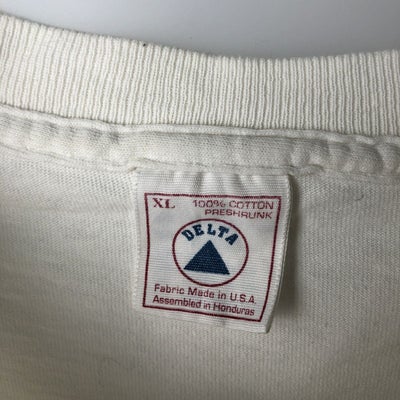 XL 100% COTTON
PRESHRUNK
DELTA
Fabric Made in U.S.A.
Assembled in Honduras